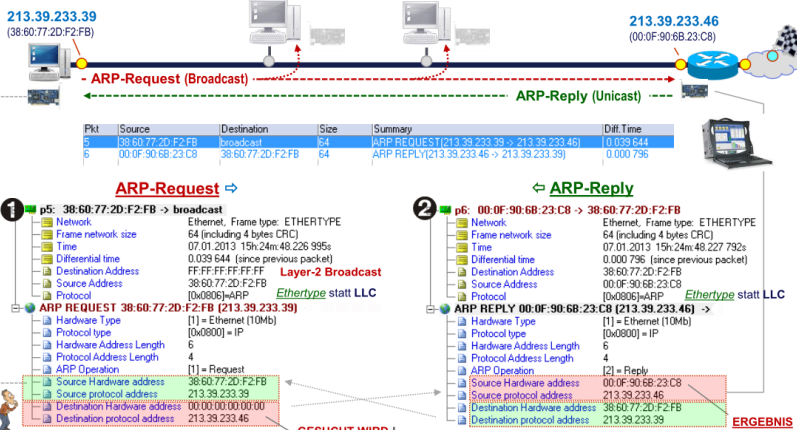 213.39.233.39
(38:60:77:2D:F2:FB)
213.39.233.46
(00:0F:90:6B.23:C8)
ARP-Request (Broadcast)
ARP-Reply (Unicast)
Pkt Source Destination Size Summary Diff.Time
5 38:60:77:2D:F2:FB broadcast 64 ARP REQUEST(213.39.233.39 -> 213.39.233.46) 0.039 644
6 00:0F:90:6B:23:C8 38:60:77:2D:F2:FB 64 ARP REPLY(213.39.233.46 -> 213.39.233.39) 0.000 796
ARP-Request ⇨
1 p5: 38:60:77:2D:F2:FB -> broadcast
Network Ethernet, Frame type: ETHERTYPE
Frame network size 64 (including 4 bytes CRC)
Time 07.01.2013 15h:24m:48.226 995s
Differential time 0.039 644 (since previous packet)
Destination Address FF:FF:FF:FF:FF:FF Layer-2 Broadcast
Source Address 38:60:77:2D:F2:FB
Protocol [0x0806]=ARP Ethertype statt LLC
ARP REQUEST 38:60:77:2D:F2:FB (213.39.233.39)
Hardware Type [1] = Ethernet (10Mb)
Protocol type [0x0800] = IP
Hardware Address Length 6
Protocol Address Length 4
ARP Operation [1] = Request
Source Hardware address 38:60:77:2D:F2:FB
Source protocol address 213.39.233.39
Destination Hardware address 00:00:00:00:00:00
Destination protocol address 213.39.233.46
GESUCHT WIRD !
⇦ ARP-Reply
2 p6: 00:0F:90:6B:23:C8 -> 38:60:77:2D:F2:FB
Network Ethernet, Frame type: ETHERTYPE
Frame network size 64 (including 4 bytes CRC)
Time 07.01.2013 15h:24m:48.227 792s
Differential time 0.000 796 (since previous packet)
Destination Address 38:60:77:2D:F2:FB
Source Address 00:0F:90:6B:23:C8
Protocol [0x0806]=ARP Ethertype statt LLC
ARP REPLY 00:0F:90:6B:23:C8 (213.39.233.46) ->
Hardware Type [1] = Ethernet (10Mb)
Protocol type [0x0800] = IP
Hardware Address Length 6
Protocol Address Length 4
ARP Operation [2] = Reply
Source Hardware address 00:0F:90:6B:23:C8
Source protocol address 213.39.233.46
Destination Hardware address 38:60:77:2D:F2:FB
Destination protocol address 213.39.233.39
ERGEBNIS